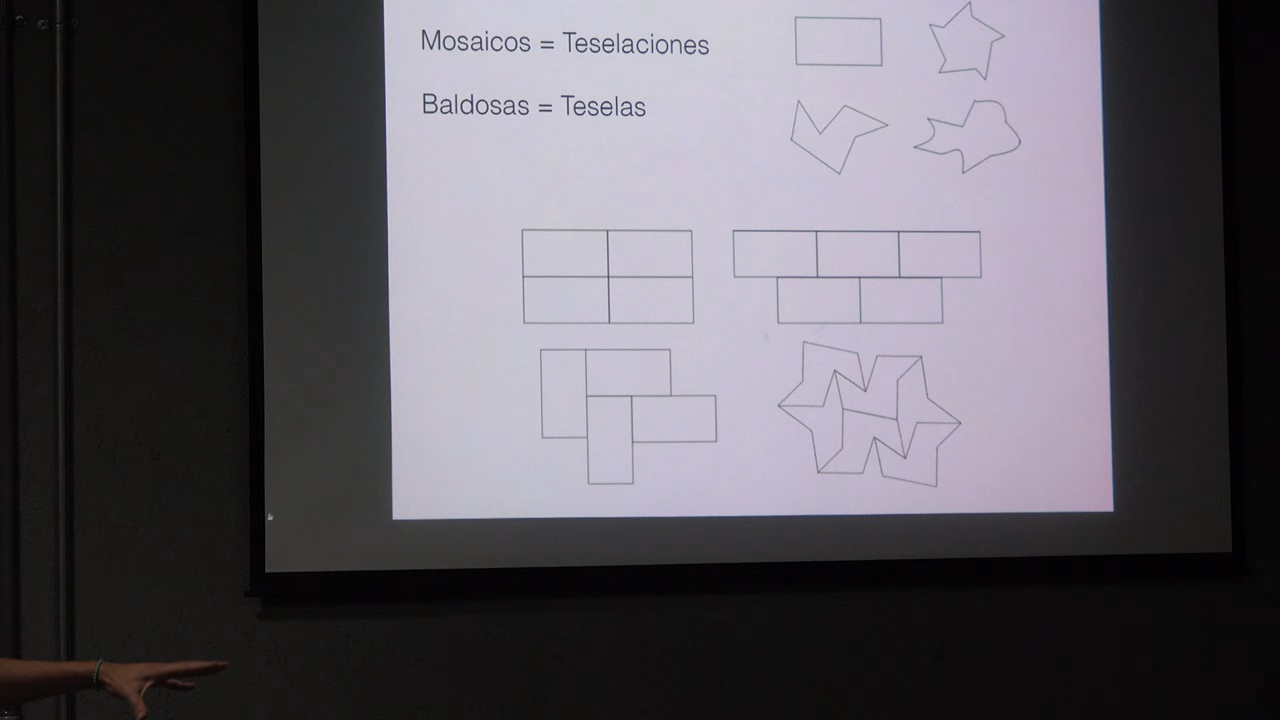 Mosaicos = Teselaciones
Baldosas = Teselas